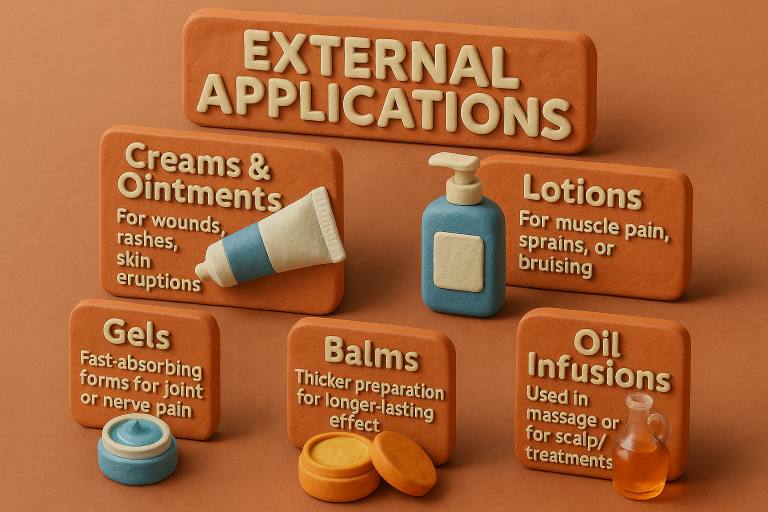 EXTERNAL
APPLICATIONS
Creams &
Ointments
For wounds,
rashes,
skin
eruptions
Lotions
For muscle pain,
sprains, or
bruising
Gels
Fast-absorbing
forms for joint
or nerve pain
Balms
Thicker preparation
for longer-lasting
effect
Oil
Infusions
Used in
massage or
for scalp/
treatments